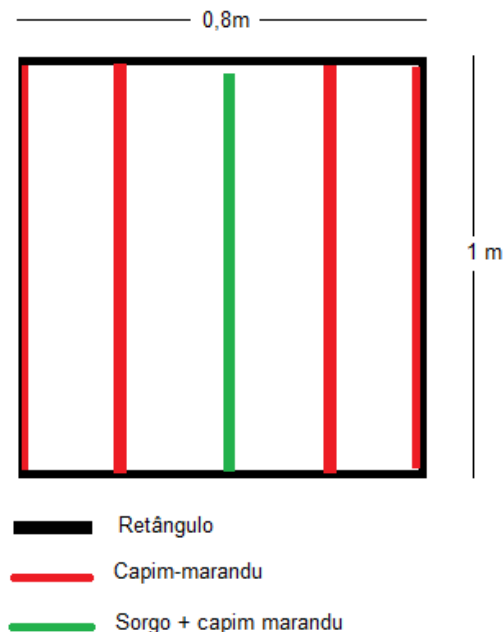 0,8m
1 m
Retângulo
Capim-marandu
Sorgo + capim marandu